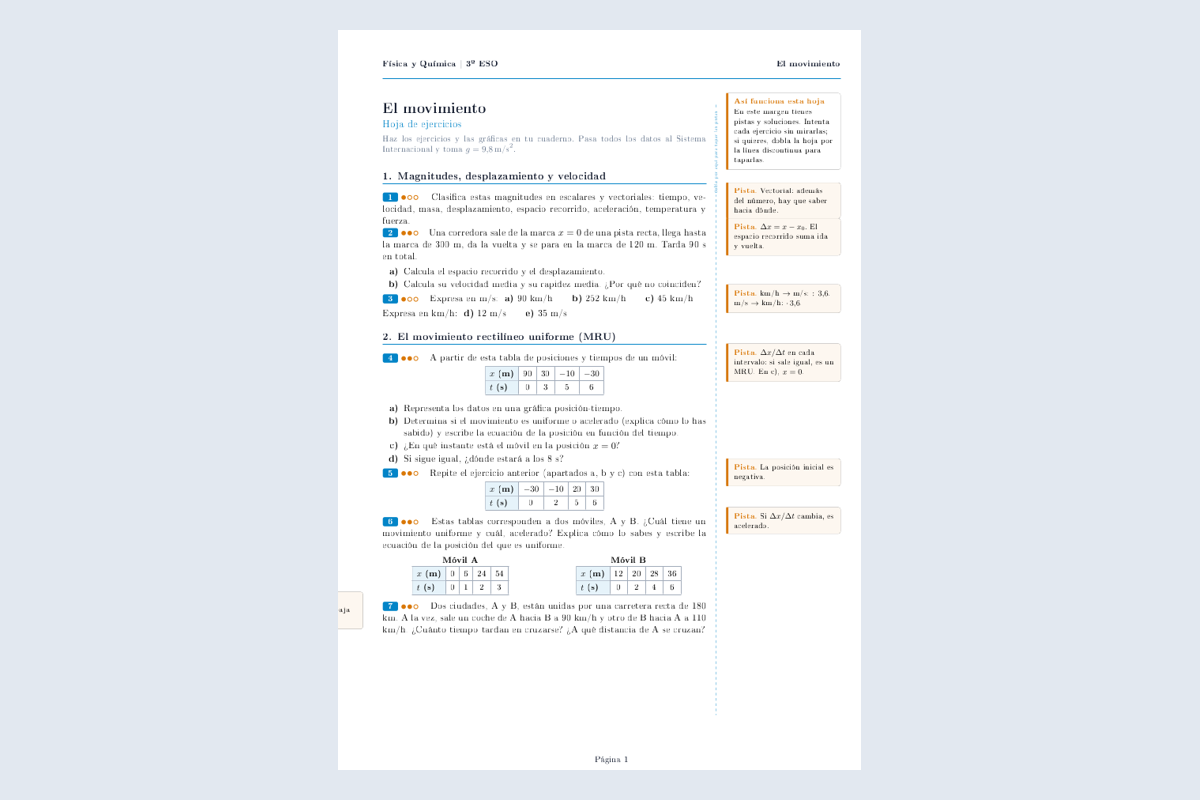 Física y Química | 3º ESO
El movimiento
El movimiento
Hoja de ejercicios
Haz los ejercicios y las gráficas en tu cuaderno. Pasa todos los datos al Sistema
Internacional y toma g = 9,8 m/s².
1. Magnitudes, desplazamiento y velocidad
1 Clasifica estas magnitudes en escalares y vectoriales: tiempo, ve-
locidad, masa, desplazamiento, espacio recorrido, aceleración, temperatura y
fuerza.
2 Una corredora sale de la marca x = 0 de una pista recta, llega hasta
la marca de 300 m, da la vuelta y se para en la marca de 120 m. Tarda 90 s
en total.
a) Calcula el espacio recorrido y el desplazamiento.
b) Calcula su velocidad media y su rapidez media. ¿Por qué no coinciden?
3 Expresa en m/s: a) 90 km/h b) 252 km/h c) 45 km/h
Expresa en km/h: d) 12 m/s e) 35 m/s
2. El movimiento rectilíneo uniforme (MRU)
4 A partir de esta tabla de posiciones y tiempos de un móvil:
x (m) 90 30 −10 −30
t (s) 0 3 5 6
a) Representa los datos en una gráfica posición-tiempo.
b) Determina si el movimiento es uniforme o acelerado (explica cómo lo has
sabido) y escribe la ecuación de la posición en función del tiempo.
c) ¿En qué instante está el móvil en la posición x = 0?
d) Si sigue igual, ¿dónde estará a los 8 s?
5 Repite el ejercicio anterior (apartados a, b y c) con esta tabla:
x (m) −30 −10 20 30
t (s) 0 2 5 6
6 Estas tablas corresponden a dos móviles, A y B. ¿Cuál tiene un
movimiento uniforme y cuál, acelerado? Explica cómo lo sabes y escribe la
ecuación de la posición del que es uniforme.
Móvil A
x (m) 0 6 24 54
t (s) 0 1 2 3
Móvil B
x (m) 12 20 28 36
t (s) 0 2 4 6
7 Dos ciudades, A y B, están unidas por una carretera recta de 180
km. A la vez, sale un coche de A hacia B a 90 km/h y otro de B hacia A a 110
km/h. ¿Cuánto tiempo tardan en cruzarse? ¿A qué distancia de A se cruzan?
Así funciona esta hoja
En este margen tienes
pistas y soluciones. Intenta
cada ejercicio sin mirarlas;
si quieres, dobla la hoja por
la línea discontinua para
taparlas.
Pista. Vectorial: además
del número, hay que saber
hacia dónde.
Pista. Δx = x − x₀. El
espacio recorrido suma ida
y vuelta.
Pista. km/h → m/s: : 3,6.
m/s → km/h: · 3,6.
Pista. Δx/Δt en cada
intervalo: si sale igual, es un
MRU. En c), x = 0.
Pista. La posición inicial es
negativa.
Pista. Si Δx/Δt cambia, es
acelerado.
aja
Página 1